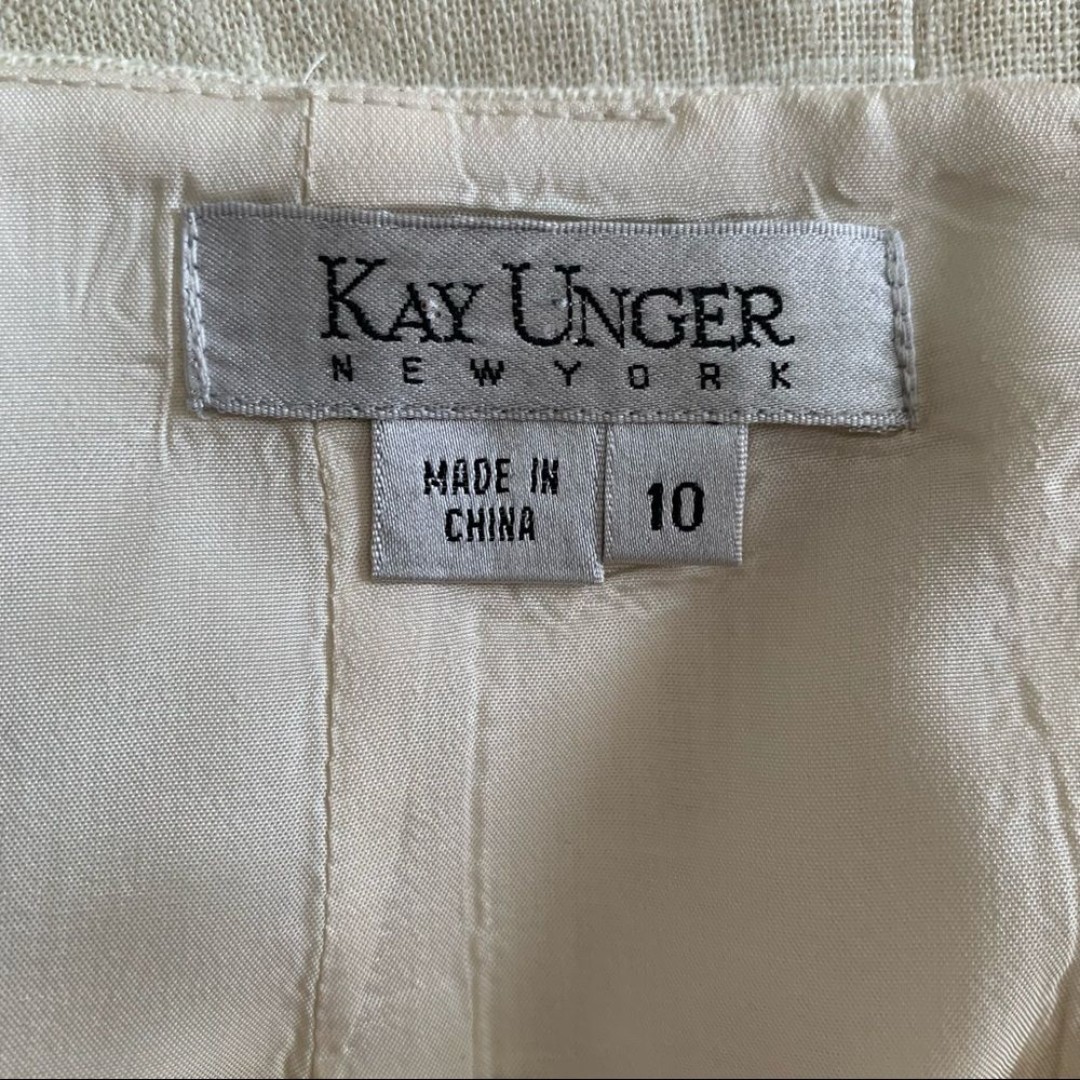 KAY UNGER
NEW YORK
MADE IN
CHINA
10